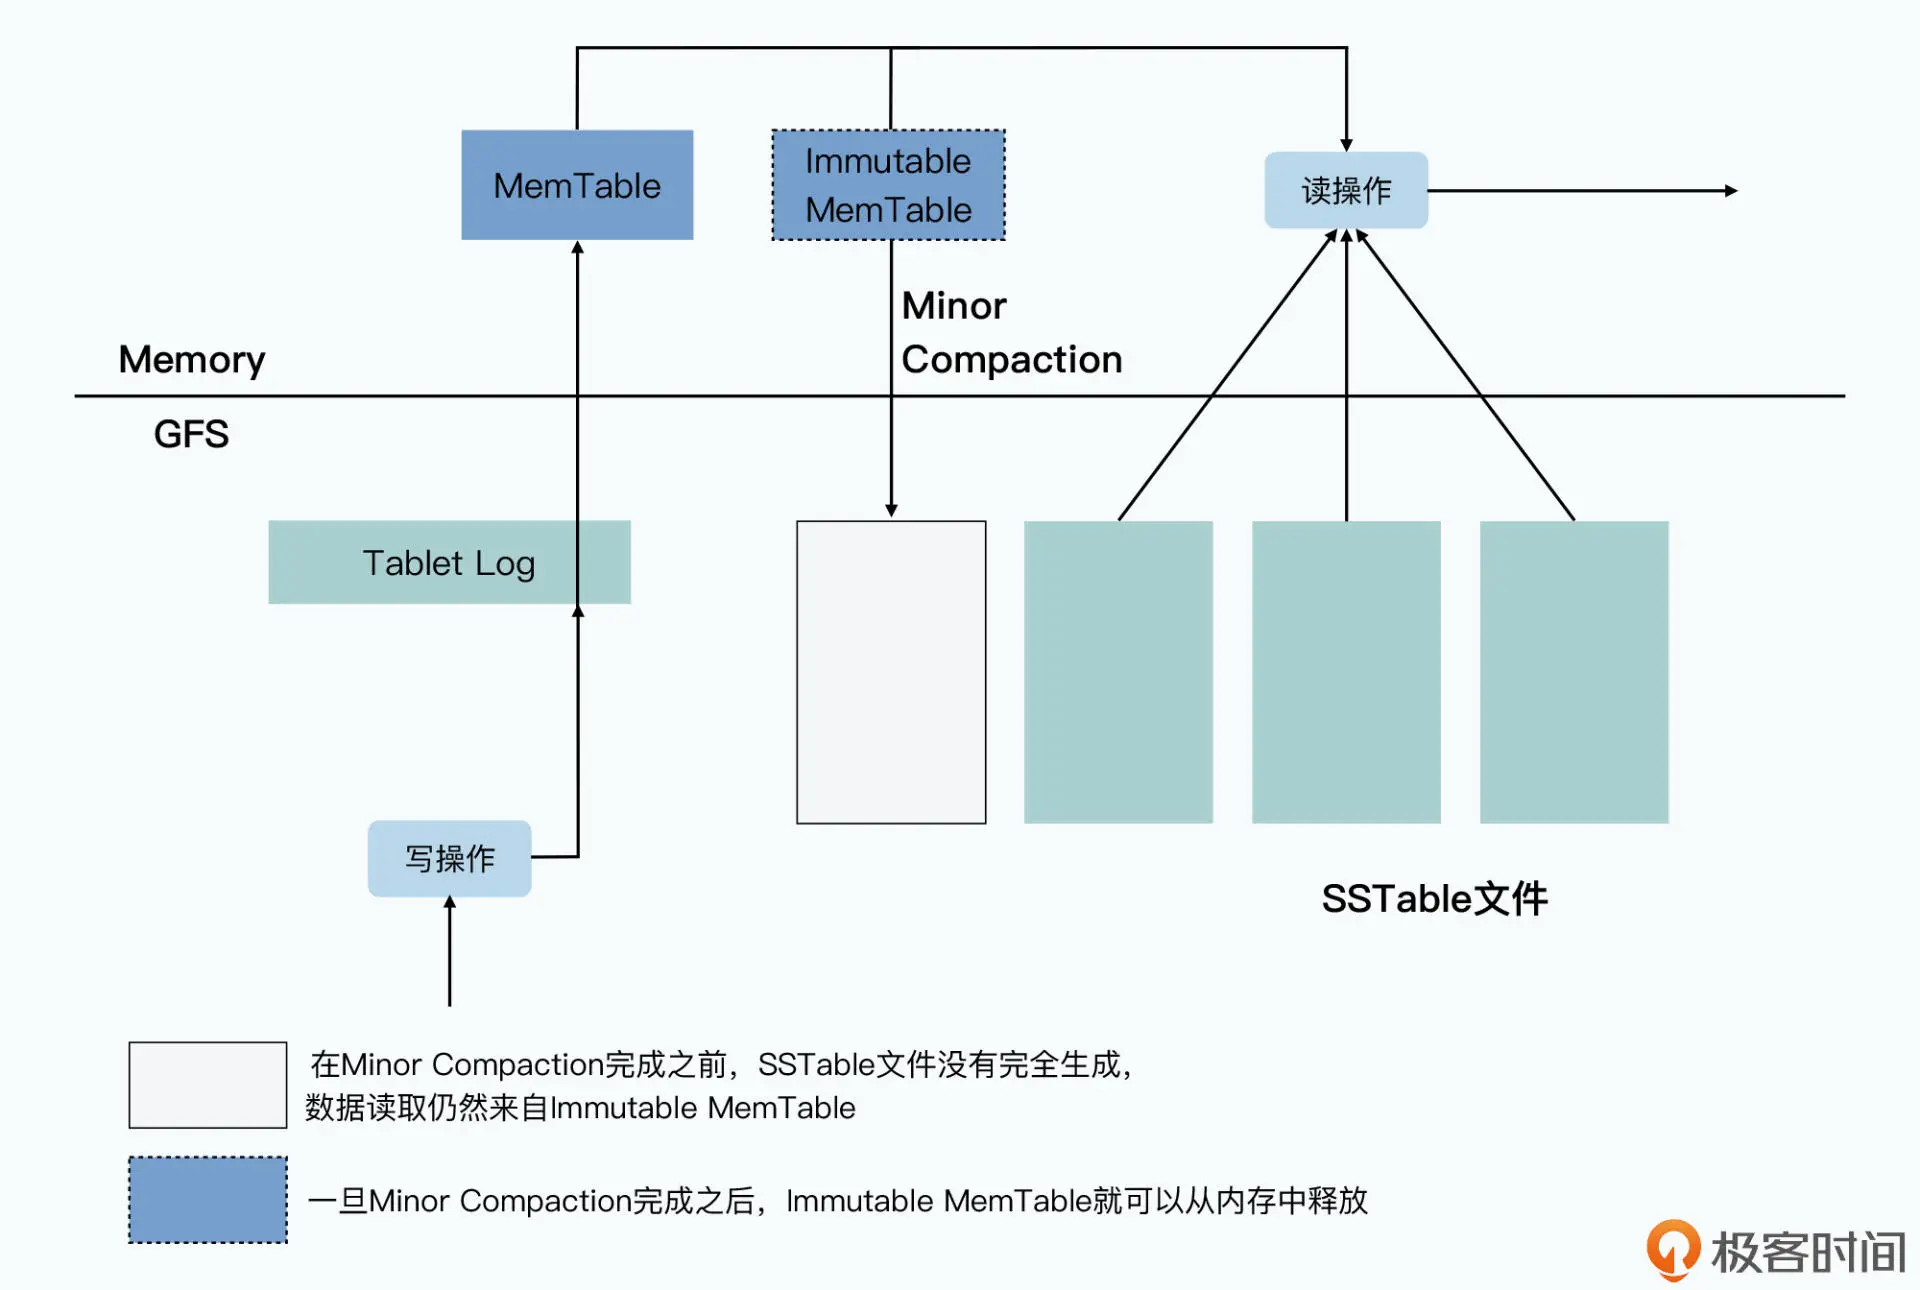 MemTable
Immutable
MemTable
读操作
Minor
Compaction
Memory
GFS
Tablet Log
写操作
SSTable文件
在Minor Compaction完成之前，SSTable文件没有完全生成，
数据读取仍然来自Immutable MemTable
一旦Minor Compaction完成之后，Immutable MemTable就可以从内存中释放
极客时间